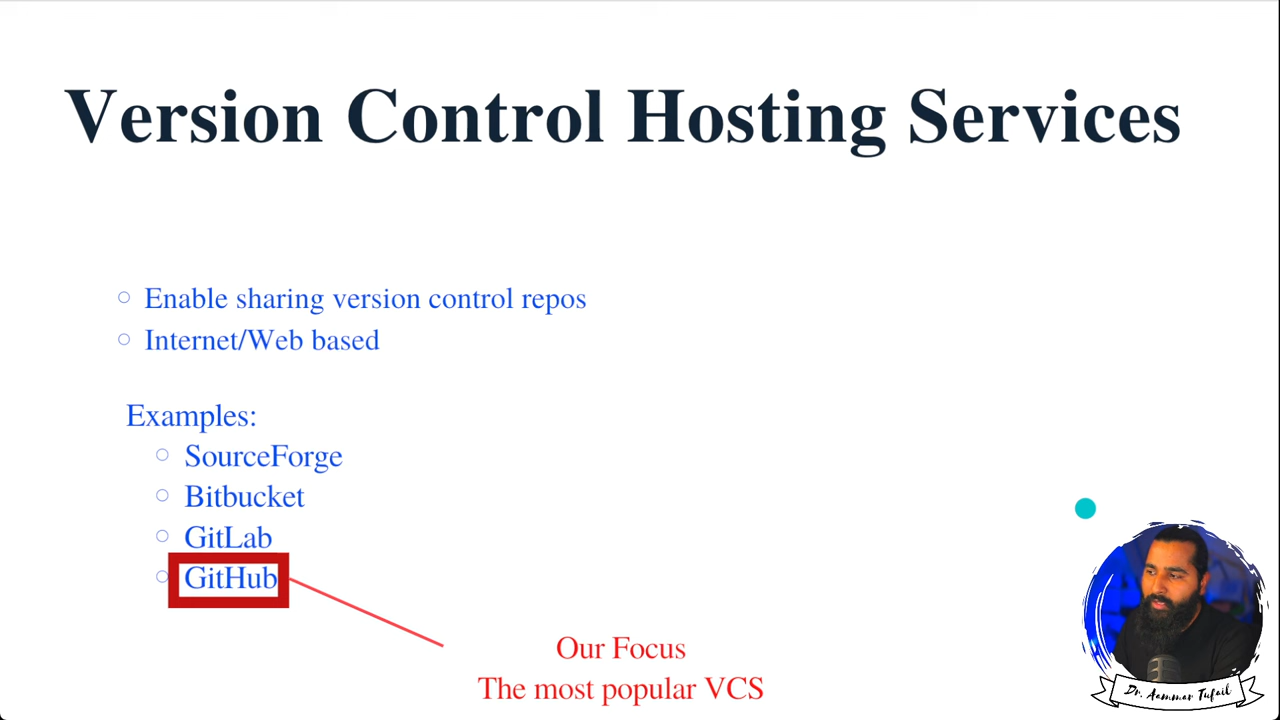 Version Control Hosting Services
Enable sharing version control repos
Internet/Web based
Examples:
SourceForge
Bitbucket
GitLab
GitHub
Our Focus
The most popular VCS
Dr. Aammar Tufail